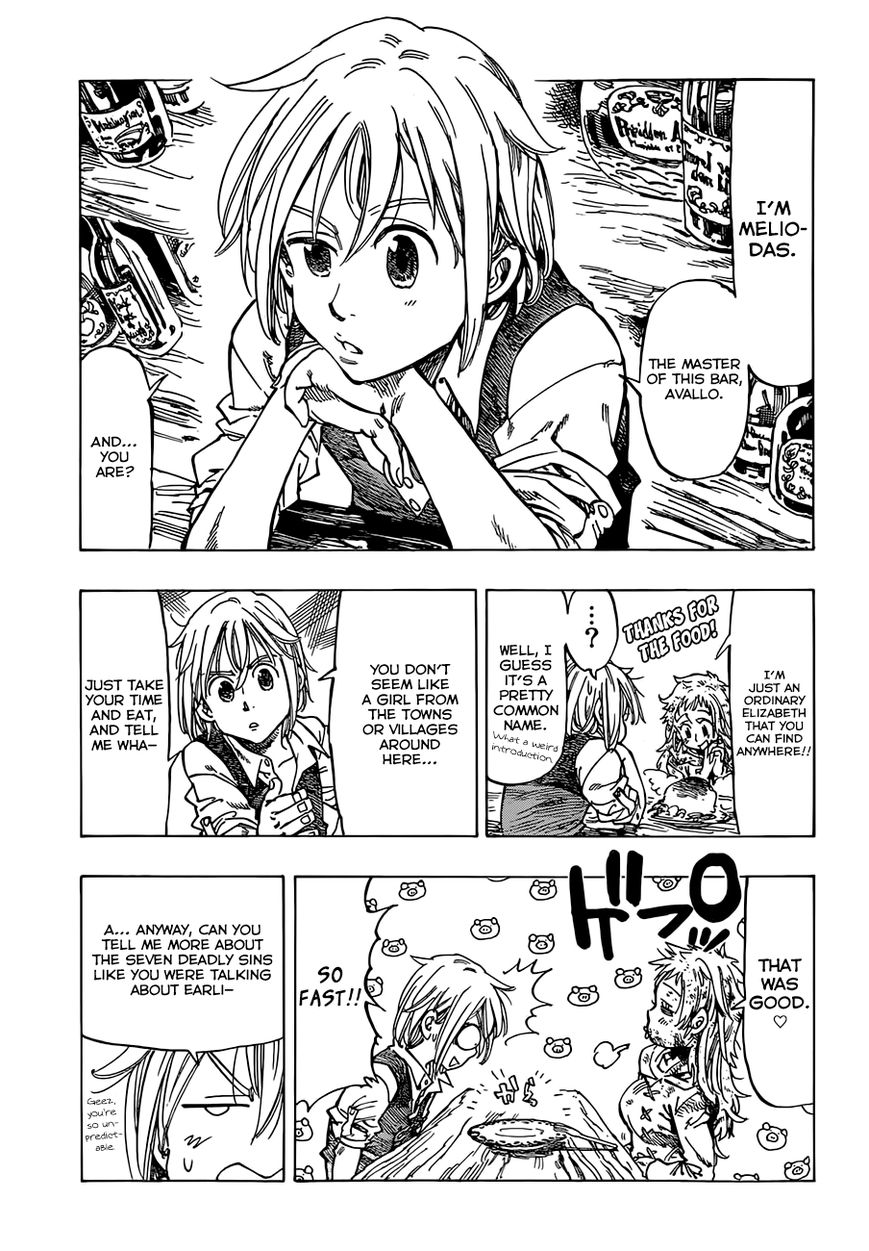 I'M
MELIO-
DAS.
THE MASTER
OF THIS BAR,
AVALLO.
AND...
YOU
ARE?
I'M
JUST AN
ORDINARY
ELIZABETH
THAT YOU
CAN FIND
ANYWHERE!!
THANKS FOR
THE FOOD!
...?
WELL, I
GUESS
IT'S A
PRETTY
COMMON
NAME.
What a weird
introduction
YOU DON'T
SEEM LIKE
A GIRL FROM
THE TOWNS
OR VILLAGES
AROUND
HERE...
JUST TAKE
YOUR TIME
AND EAT,
AND TELL
ME WHA–
THAT
WAS
GOOD.
♡
ゲプッ
SO
FAST!!
A... ANYWAY, CAN YOU
TELL ME MORE ABOUT
THE SEVEN DEADLY SINS
LIKE YOU WERE TALKING
ABOUT EARLI–
Geez,
you're
so un-
predict-
able